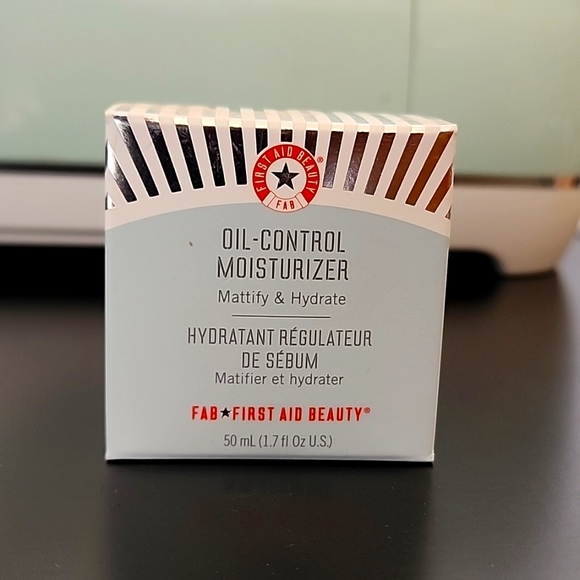 FIRST AID BEAUTY®
FAB
OIL-CONTROL
MOISTURIZER
Mattify & Hydrate
HYDRATANT RÉGULATEUR
DE SÉBUM
Matifier et hydrater
FAB★FIRST AID BEAUTY®
50 mL (1.7 fl Oz U.S.)